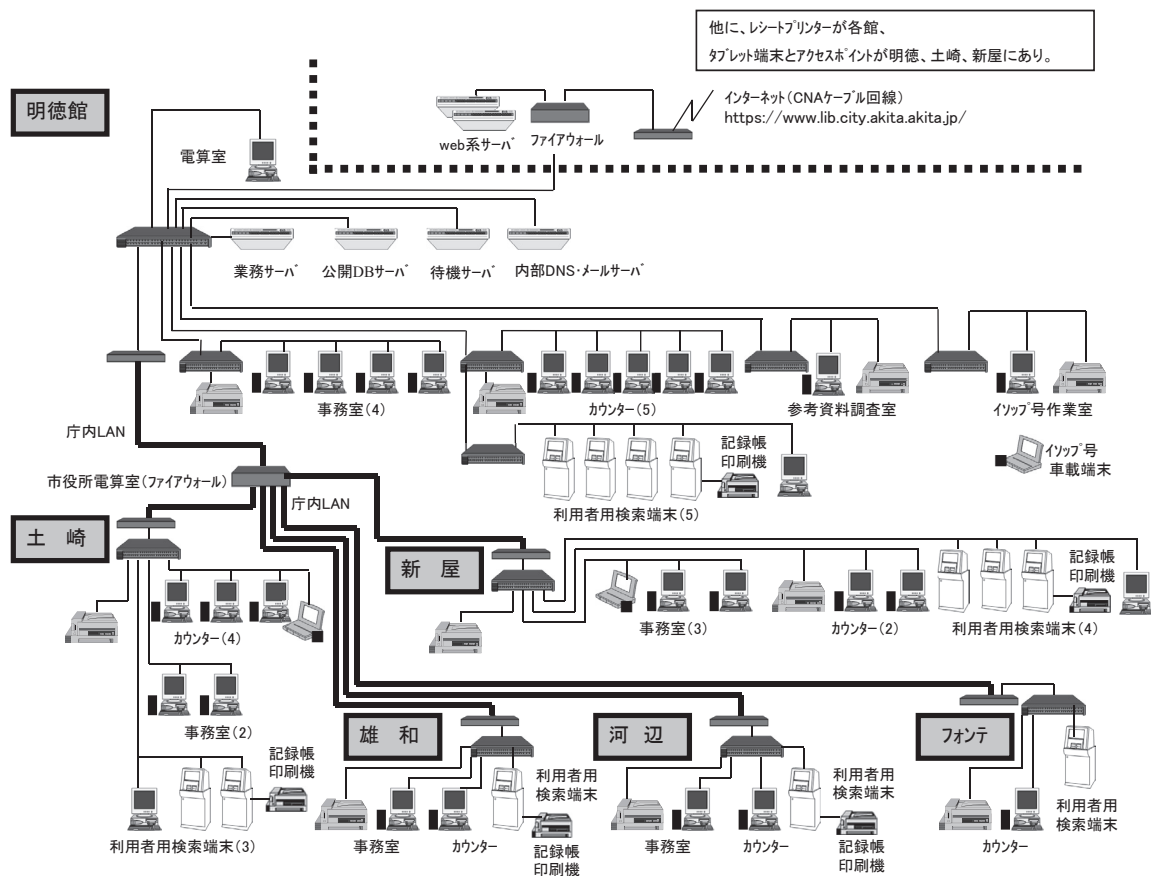 他に、レシートプリンターが各館、
タブレット端末とアクセスポイントが明徳、土崎、新屋にあり。
明徳館
電算室
web系サーバ
ファイアウォール
インターネット(CNAケーブル回線)
https://www.lib.city.akita.akita.jp/
業務サーバ
公開DBサーバ
待機サーバ
内部DNS・メールサーバ
事務室(4)
カウンター(5)
参考資料調査室
イソップ号作業室
庁内LAN
記録帳
印刷機
イソップ号
車載端末
利用者用検索端末(5)
市役所電算室(ファイアウォール)
庁内LAN
土 崎
新 屋
カウンター(4)
事務室(3)
カウンター(2)
利用者用検索端末(4)
記録帳
印刷機
事務室(2)
雄 和
河 辺
フォンテ
記録帳
印刷機
利用者用検索端末(3)
利用者用
検索端末
事務室
カウンター
記録帳
印刷機
利用者用
検索端末
事務室
カウンター
記録帳
印刷機
利用者用
検索端末
カウンター